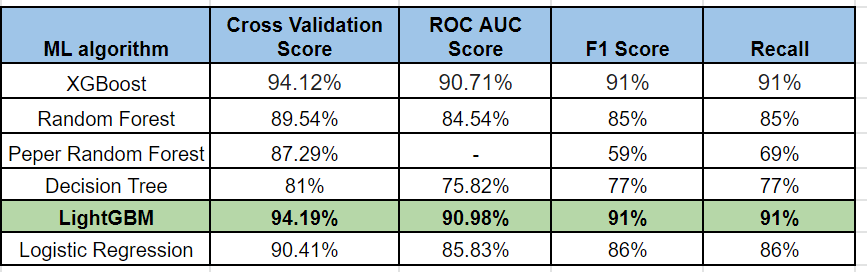 ML algorithm Cross Validation Score ROC AUC Score F1 Score Recall
XGBoost 94.12% 90.71% 91% 91%
Random Forest 89.54% 84.54% 85% 85%
Peper Random Forest 87.29% - 59% 69%
Decision Tree 81% 75.82% 77% 77%
LightGBM 94.19% 90.98% 91% 91%
Logistic Regression 90.41% 85.83% 86% 86%